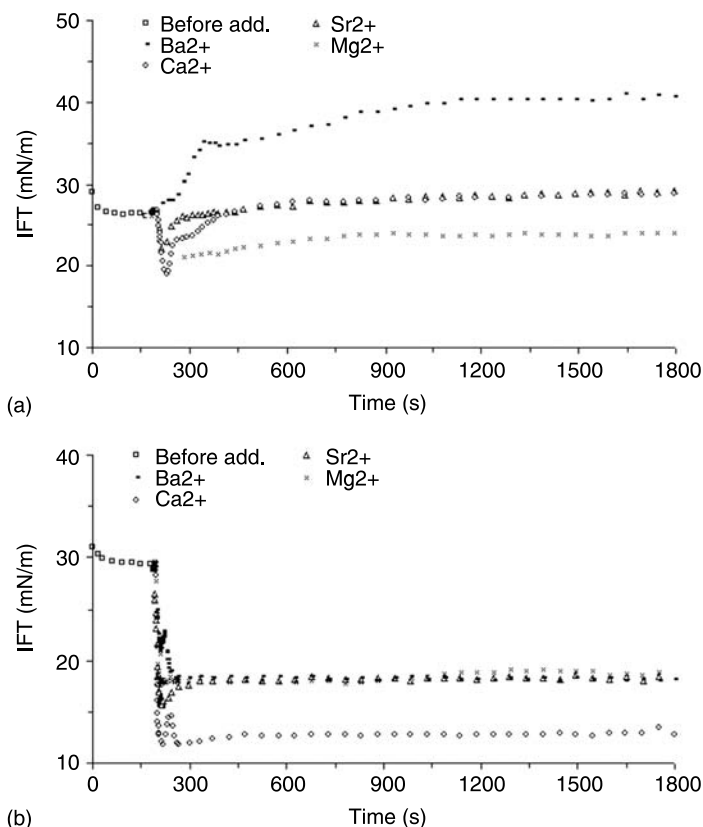 50
40
30
20
10
IFT (mN/m)
Before add.
Ba2+
Ca2+
Sr2+
Mg2+
0 300 600 900 1200 1500 1800
Time (s)
(a)
40
30
20
10
IFT (mN/m)
Before add.
Ba2+
Ca2+
Sr2+
Mg2+
0 300 600 900 1200 1500 1800
Time (s)
(b)